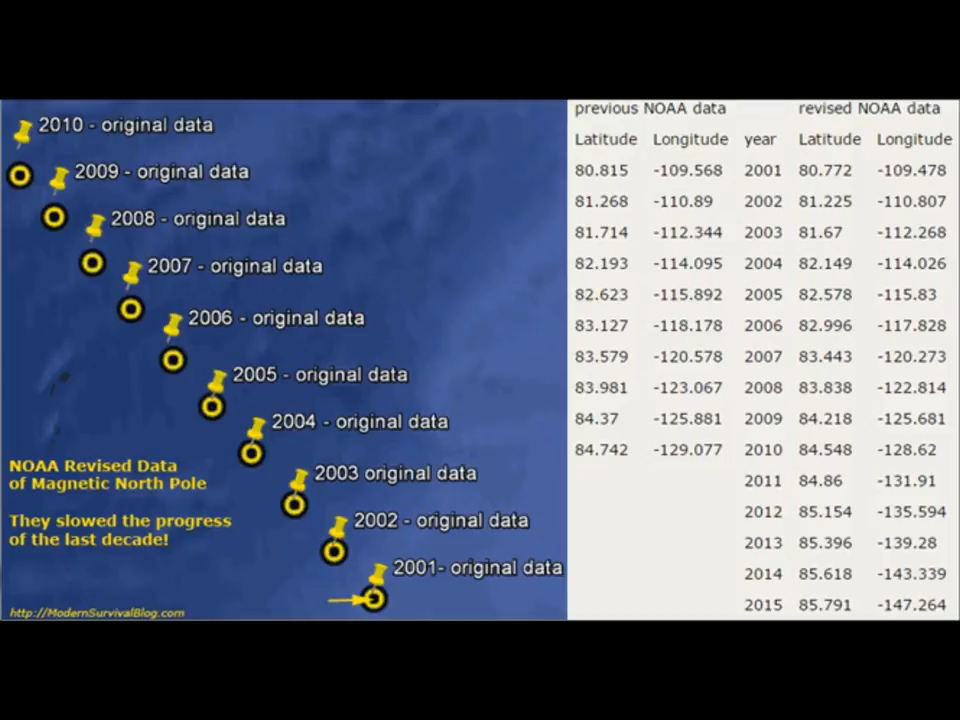 2010 - original data
2009 - original data
2008 - original data
2007 - original data
2006 - original data
2005 - original data
2004 - original data
2003 original data
2002 - original data
2001- original data
NOAA Revised Data
of Magnetic North Pole
They slowed the progress
of the last decade!
http://ModernSurvivalBlog.com
previous NOAA data revised NOAA data
Latitude Longitude year Latitude Longitude
80.815 -109.568 2001 80.772 -109.478
81.268 -110.89 2002 81.225 -110.807
81.714 -112.344 2003 81.67 -112.268
82.193 -114.095 2004 82.149 -114.026
82.623 -115.892 2005 82.578 -115.83
83.127 -118.178 2006 82.996 -117.828
83.579 -120.578 2007 83.443 -120.273
83.981 -123.067 2008 83.838 -122.814
84.37 -125.881 2009 84.218 -125.681
84.742 -129.077 2010 84.548 -128.62
2011 84.86 -131.91
2012 85.154 -135.594
2013 85.396 -139.28
2014 85.618 -143.339
2015 85.791 -147.264